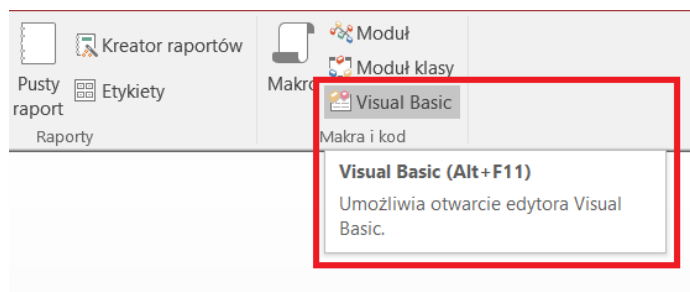 Pusty
raport
Kreator raportów
Etykiety
Raporty
Makro
Moduł
Moduł klasy
Visual Basic
Makra i kod
Visual Basic (Alt+F11)
Umożliwia otwarcie edytora Visual
Basic.